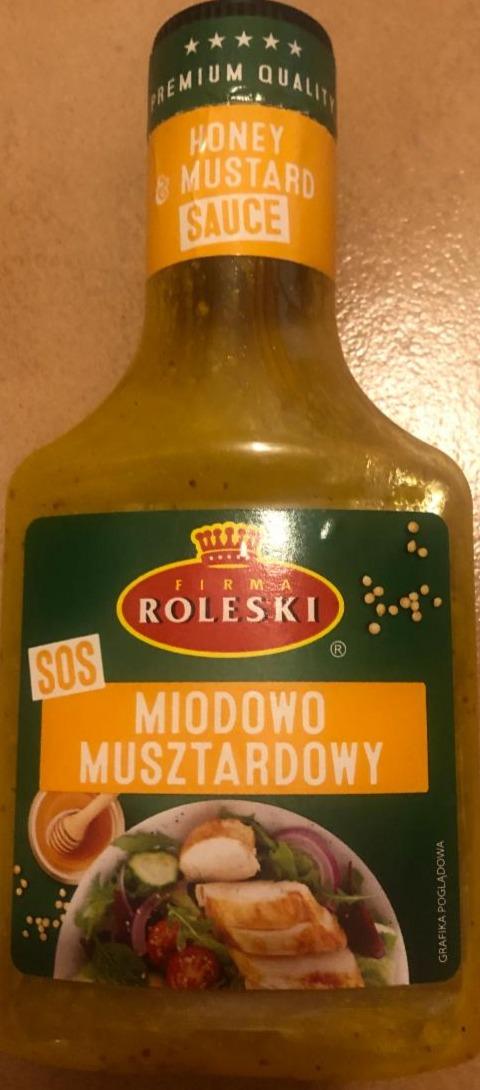 PREMIUM QUALITY
HONEY
& MUSTARD
SAUCE
FIRMA
ROLESKI
®
SOS
MIODOWO
MUSZTARDOWY
GRAFIKA POGLĄDOWA